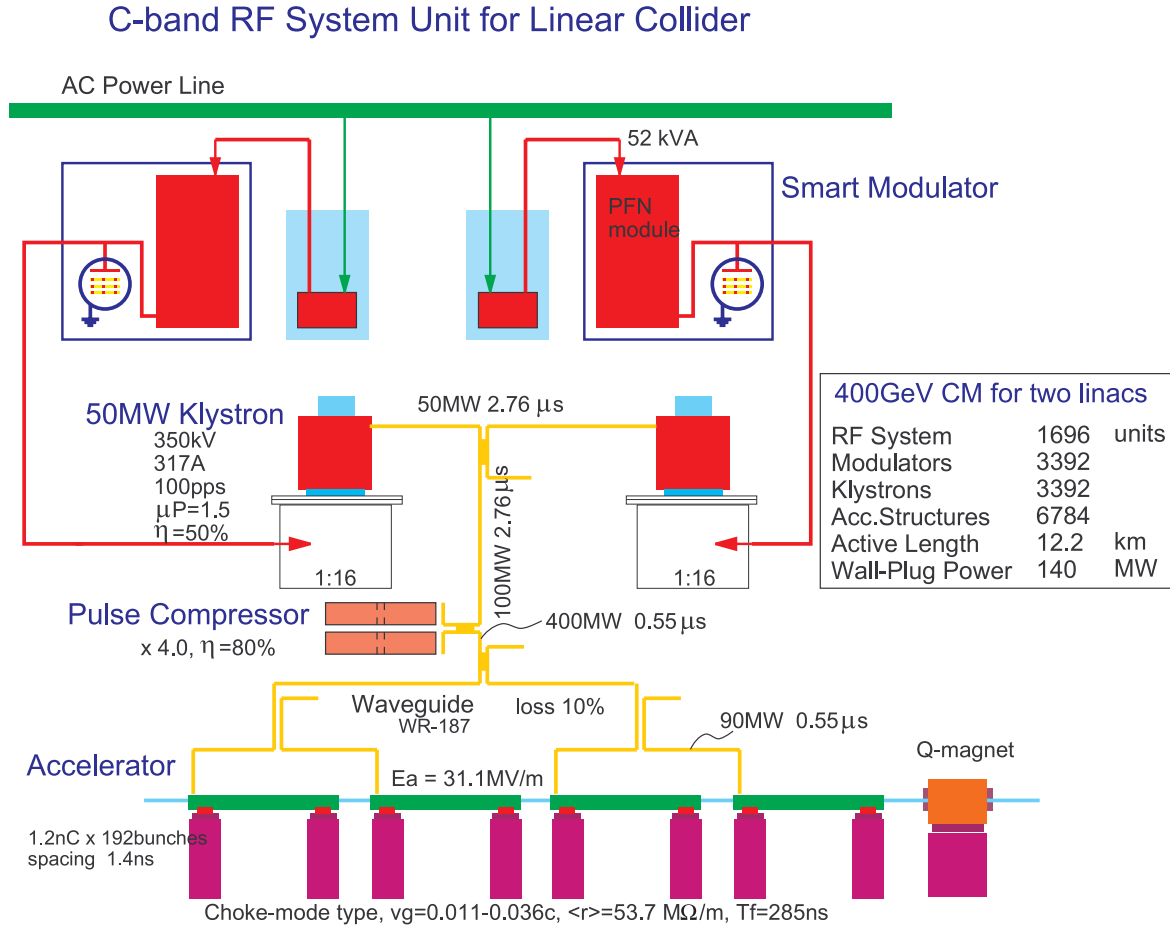 C-band RF System Unit for Linear Collider
AC Power Line
52 kVA
Smart Modulator
PFN
module
50MW Klystron
350kV
317A
100pps
μP=1.5
η=50%
1:16
50MW 2.76 μs
100MW 2.76 μs
1:16
400GeV CM for two linacs
RF System 1696 units
Modulators 3392
Klystrons 3392
Acc.Structures 6784
Active Length 12.2 km
Wall-Plug Power 140 MW
Pulse Compressor
x 4.0, η=80%
400MW 0.55μs
Waveguide loss 10%
WR-187
90MW 0.55μs
Accelerator
Ea = 31.1MV/m
Q-magnet
1.2nC x 192bunches
spacing 1.4ns
Choke-mode type, vg=0.011-0.036c, <r>=53.7 MΩ/m, Tf=285ns